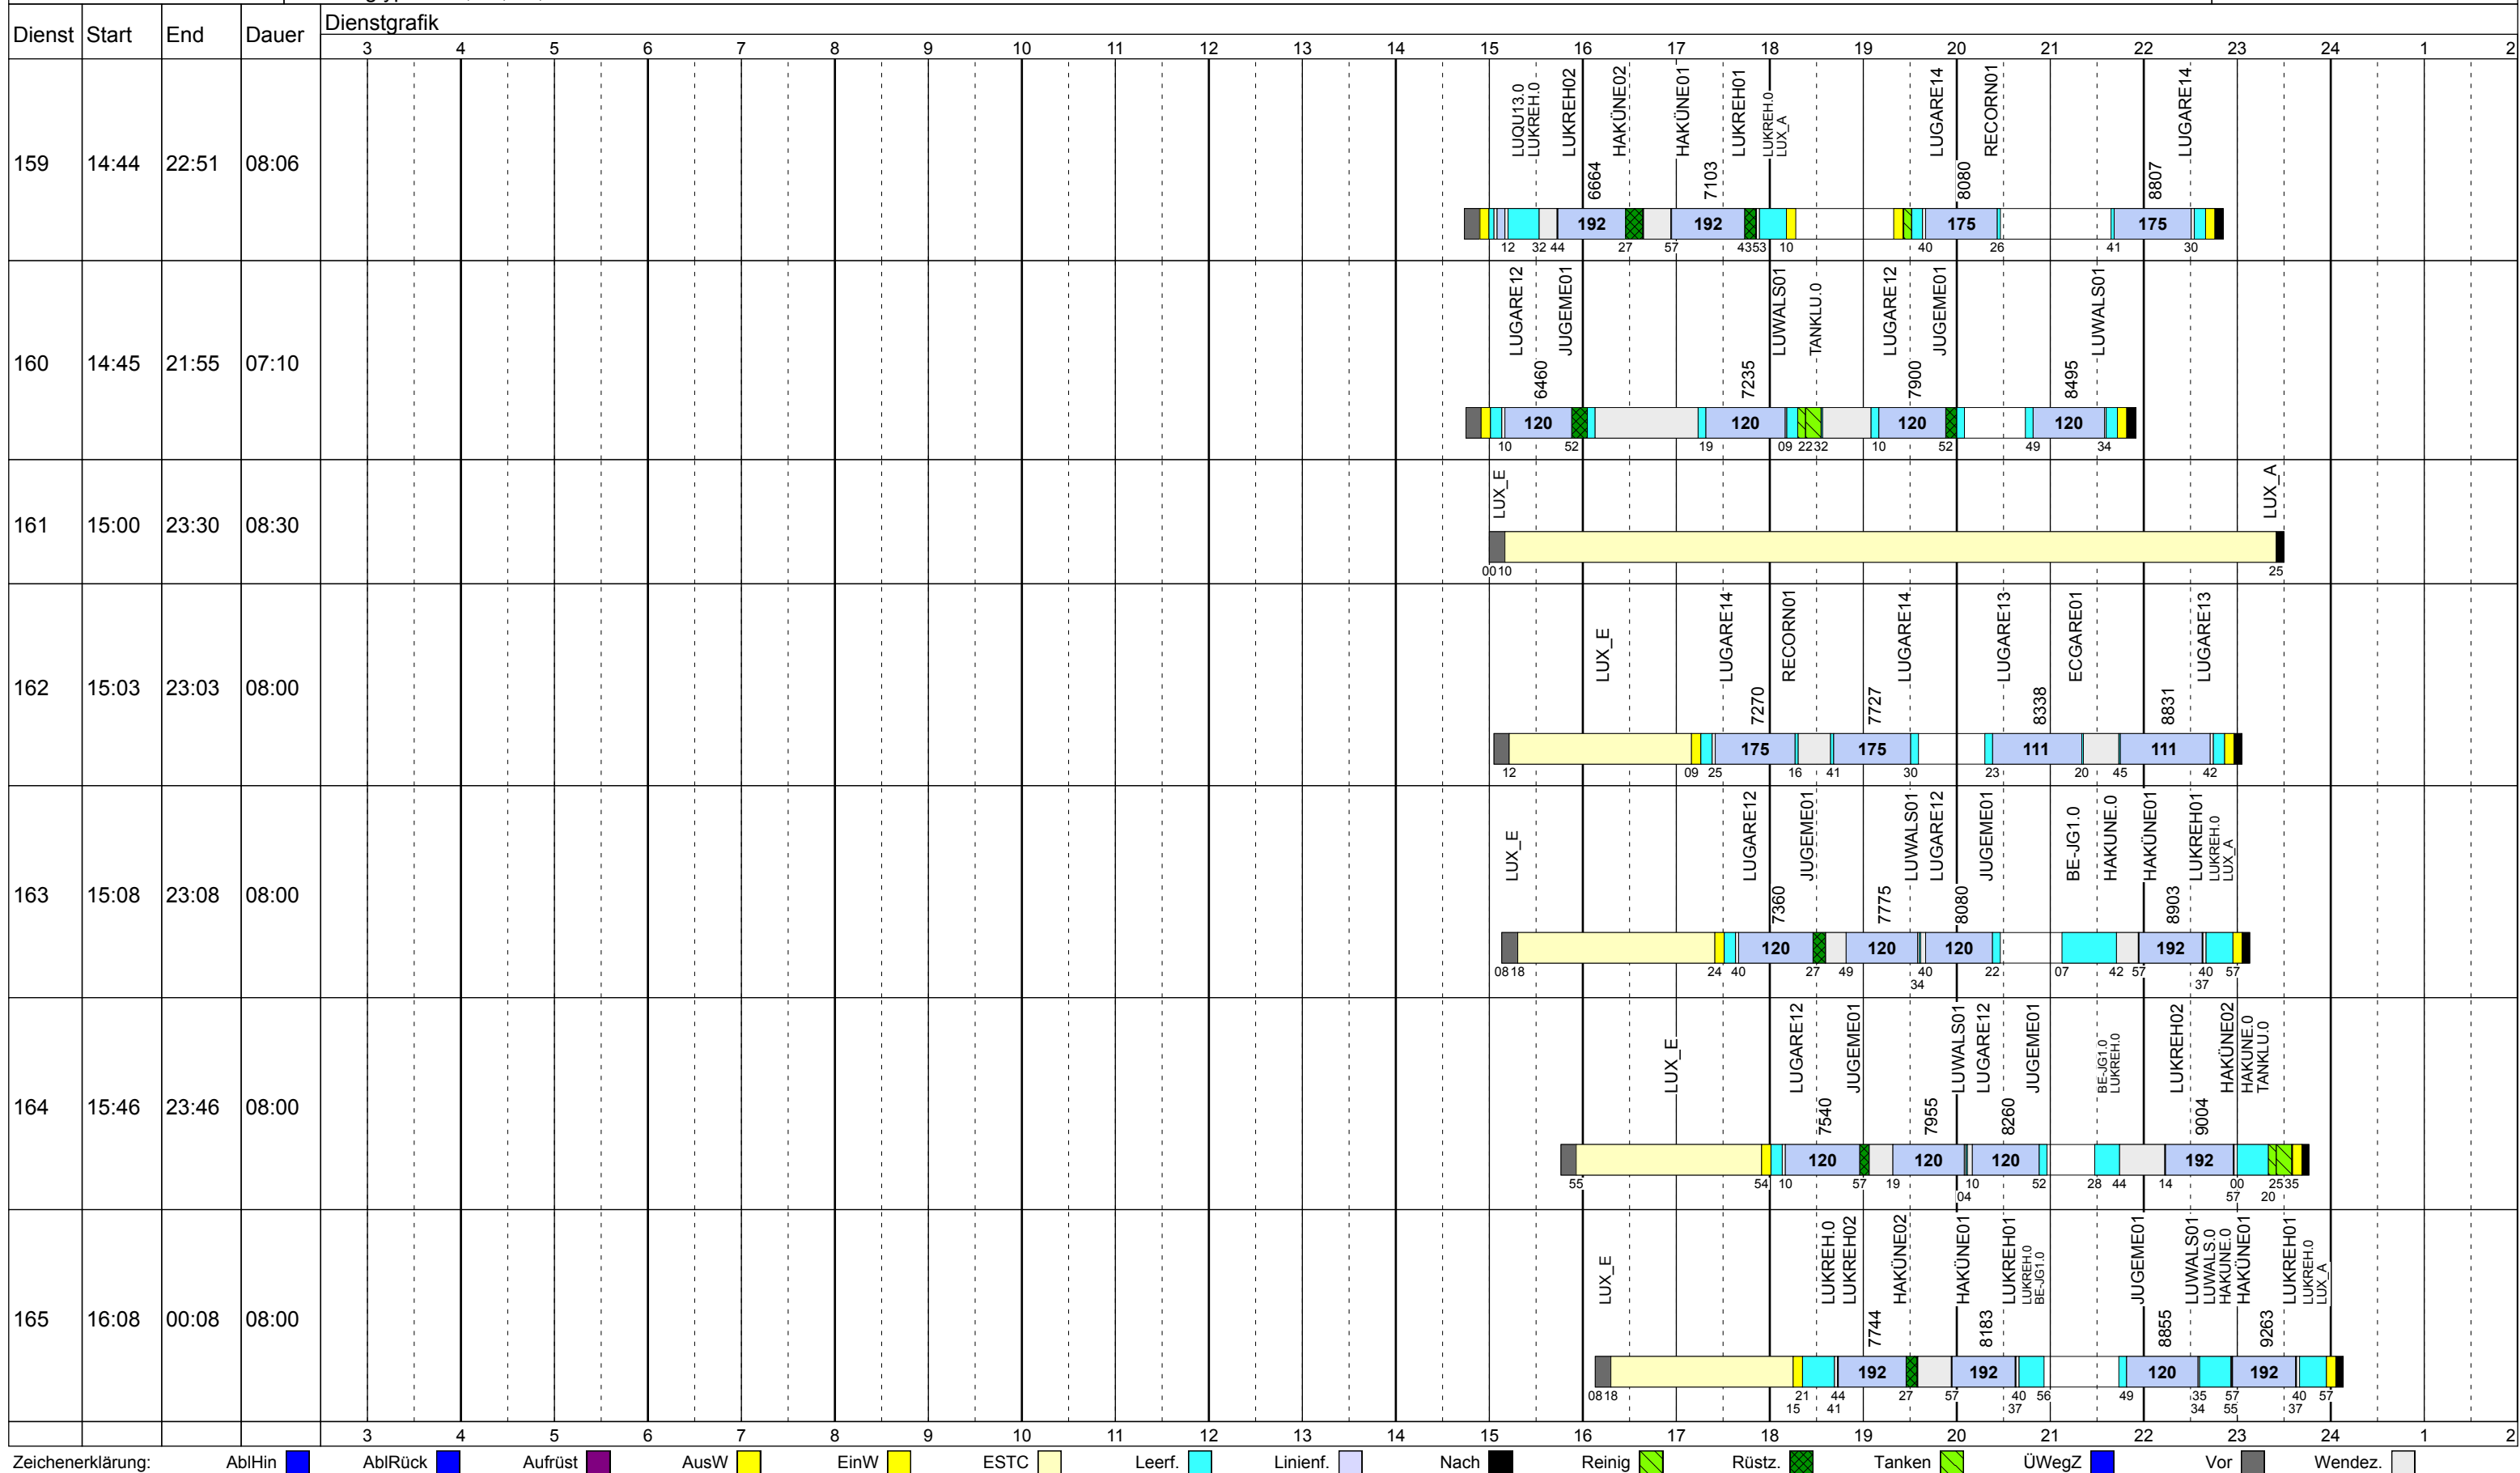 Dienst Start End Dauer Dienstgrafik
3 4 5 6 7 8 9 10 11 12 13 14 15 16 17 18 19 20 21 22 23 24 1 2
159 14:44 22:51 08:06
LIQU13.0
LUKREH.0
LUKREH02
6664
HAKÜNE02
HAKÜNE01
7103
LUKREH01
LUKREH.0
LUX_A
LUGARE14
8080
RECORN01
8807
LUGARE14
192 192 175 175
12 32 44 27 57 43 53 10 40 26 41 30
160 14:45 21:55 07:10
LUGARE12
6460
JUGEME01
7235
LUWALS01
TANKLU.0
LUGARE12
7900
JUGEME01
8495
LUWALS01
120 120 120 120
10 52 19 09 22 32 10 52 49 34
161 15:00 23:30 08:30
LUX_E
LUX_A
00 10 25
162 15:03 23:03 08:00
LUX_E
LUGARE14
7270
RECORN01
7727
LUGARE14
LUGARE13
8338
ECGARE01
8831
LUGARE13
175 175 111 111
12 09 25 16 41 30 23 20 45 42
163 15:08 23:08 08:00
LUX_E
LUGARE12
7360
JUGEME01
7775
LUWALS01
LUGARE12
8080
JUGEME01
BE-JG1.0
HAKUNE.0
HAKÜNE01
8903
LUKREH01
LUKREH.0
LUX_A
120 120 120 192
08 18 24 40 27 49 40 22 07 42 57 40 57
34 37
164 15:46 23:46 08:00
LUX_E
LUGARE12
7540
JUGEME01
7955
LUWALS01
LUGARE12
8260
JUGEME01
BE-JG1.0
LUKREH.0
LUKREH02
9004
HAKÜNE02
HAKUNE.0
TANKLU.0
120 120 120 192
55 54 10 57 19 10 52 28 44 14 00 25 35
04 57 20
165 16:08 00:08 08:00
LUX_E
LUKREH.0
LUKREH02
7744
HAKÜNE02
HAKÜNE01
8183
LUKREH01
LUKREH.0
BE-JG1.0
JUGEME01
8855
LUWALS01
LUWALS.0
HAKUNE.0
HAKÜNE01
9263
LUKREH01
LUKREH.0
LUX_A
192 192 120 192
08 18 21 44 27 57 40 56 49 35 57 40 57
15 41 37 34 55 37
3 4 5 6 7 8 9 10 11 12 13 14 15 16 17 18 19 20 21 22 23 24 1 2
Zeichenerklärung: AblHin AblRück Aufrüst AusW EinW ESTC Leerf. Linienf. Nach Reinig Rüstz. Tanken ÜWegZ Vor Wendez.